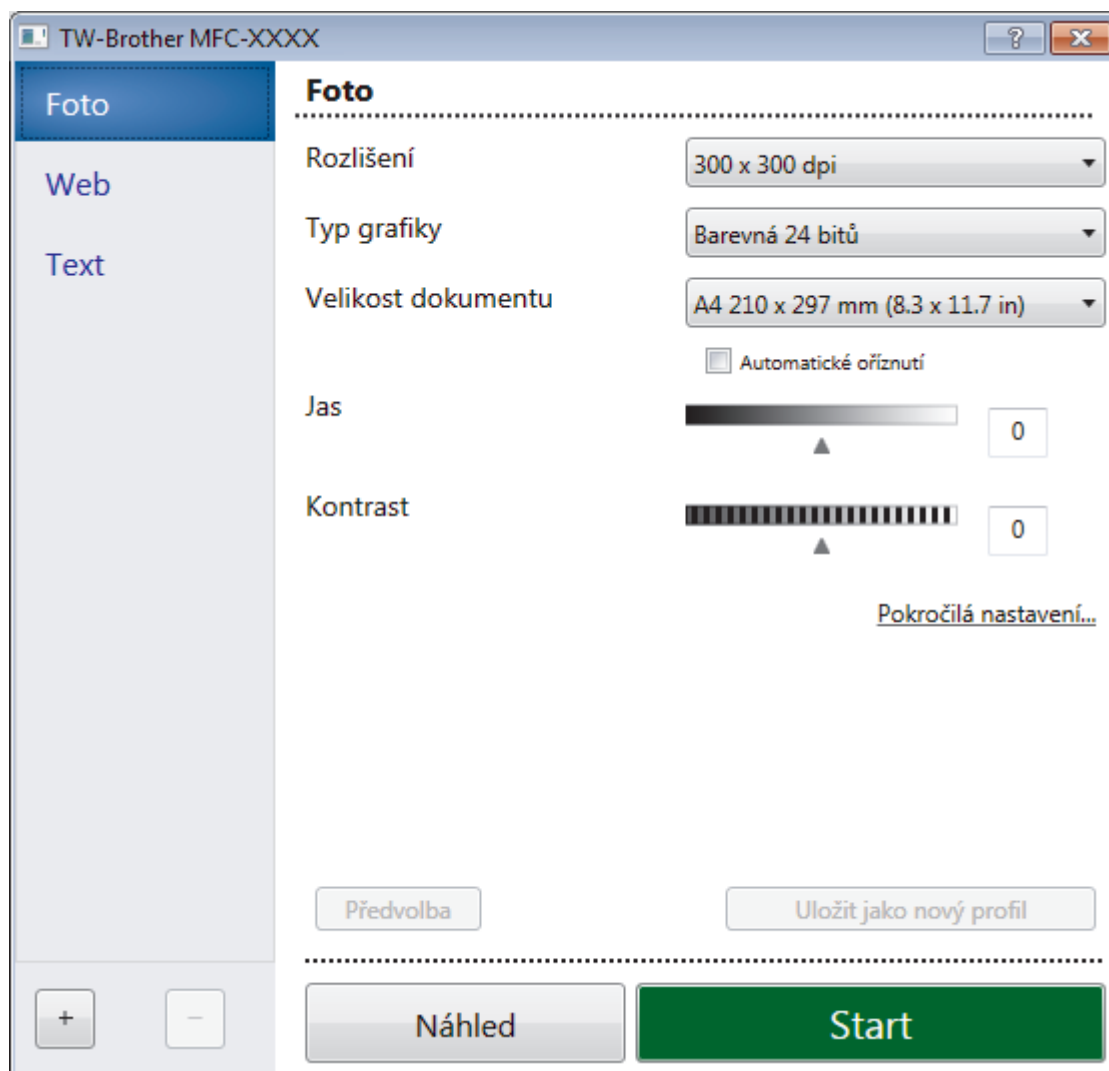 TW-Brother MFC-XXXX
?
Foto
Web
Text
Foto
Rozlišení
300 x 300 dpi
Typ grafiky
Barevná 24 bitů
Velikost dokumentu
A4 210 x 297 mm (8.3 x 11.7 in)
Automatické oříznutí
Jas
0
Kontrast
0
Pokročilá nastavení...
Předvolba
Uložit jako nový profil
+
−
Náhled
Start